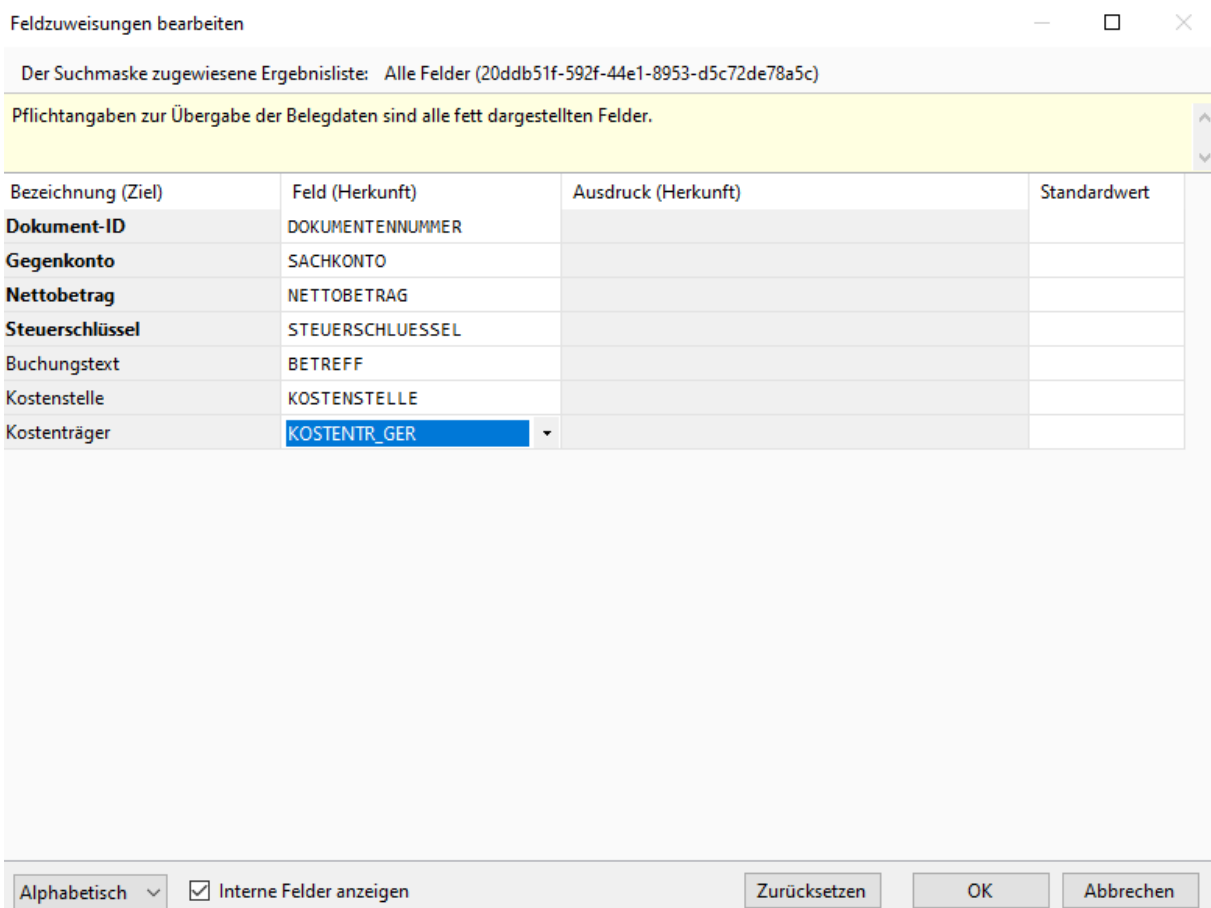 Feldzuweisungen bearbeiten
Der Suchmaske zugewiesene Ergebnisliste: Alle Felder (20ddb51f-592f-44e1-8953-d5c72de78a5c)
Pflichtangaben zur Übergabe der Belegdaten sind alle fett dargestellten Felder.
Bezeichnung (Ziel) Feld (Herkunft) Ausdruck (Herkunft) Standardwert
Dokument-ID DOKUMENTENNUMMER
Gegenkonto SACHKONTO
Nettobetrag NETTOBETRAG
Steuerschlüssel STEUERSCHLUESSEL
Buchungstext BETREFF
Kostenstelle KOSTENSTELLE
Kostenträger KOSTENTR_GER
Alphabetisch Interne Felder anzeigen Zurücksetzen OK Abbrechen